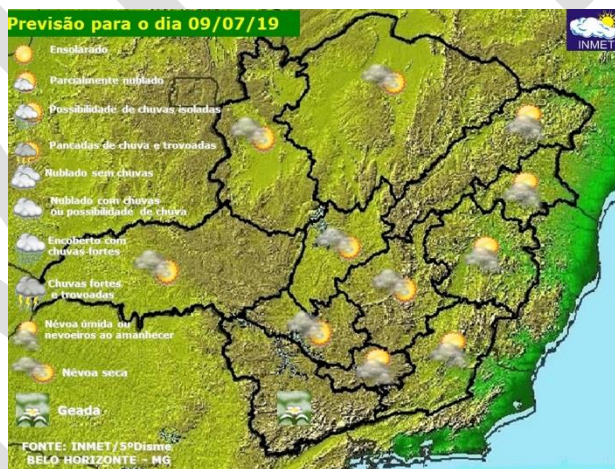 Previsão para o dia 09/07/19
INMET
Ensolarado
Parcialmente nublado
Possibilidade de chuvas isoladas
Pancadas de chuva e trovoadas
Nublado sem chuvas
Nublado com chuvas
ou possibilidade de chuva
Encoberto com
chuvas fortes
Chuvas fortes
e trovoadas
Névoa úmida ou
nevoeiros ao amanhecer
Névoa seca
Geada
FONTE: INMET/5ºDisme
BELO HORIZONTE - MG